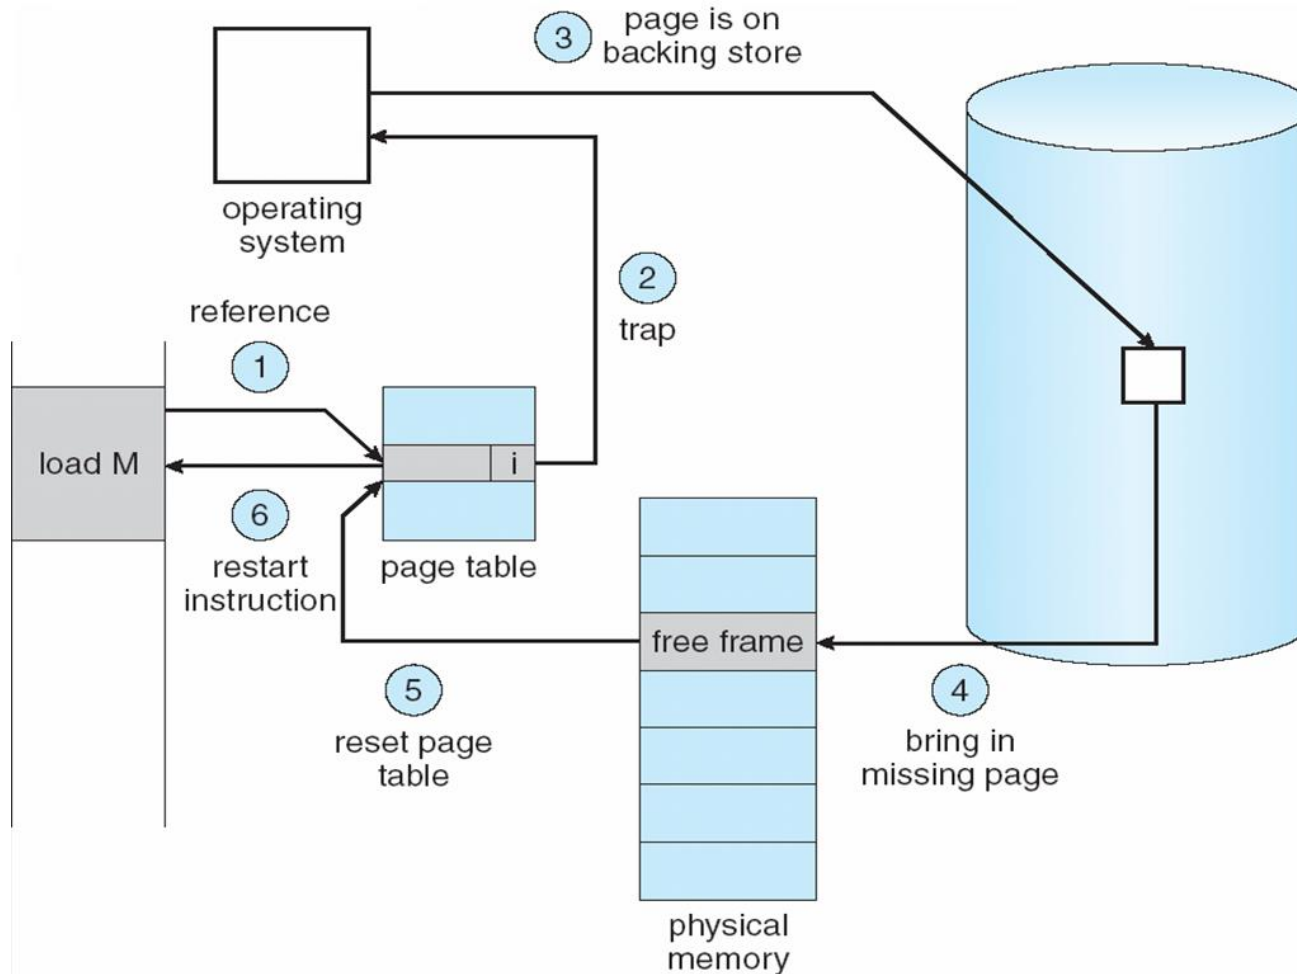 3
page is on
backing store
operating
system
2
trap
reference
1
load M
i
6
restart
instruction
page table
free frame
5
reset page
table
4
bring in
missing page
physical
memory